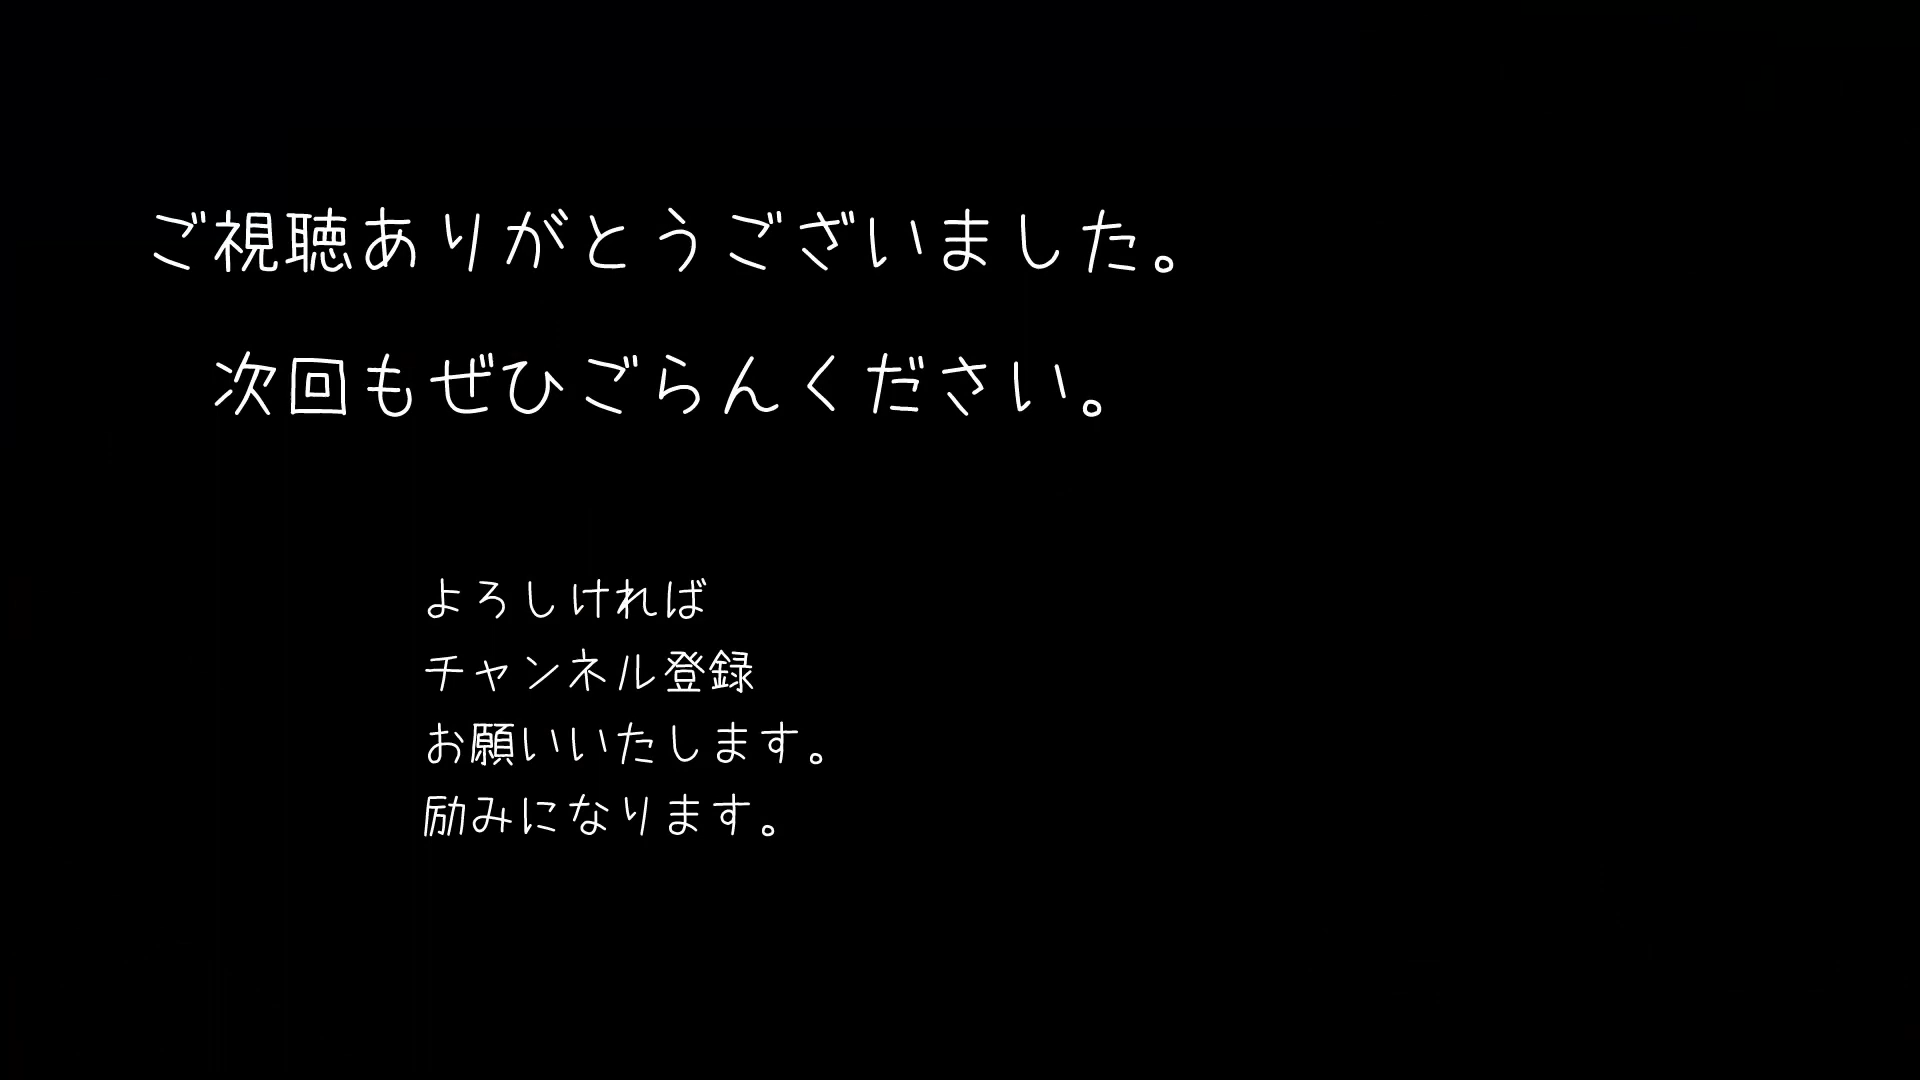 ご視聴ありがとうございました。
次回もぜひごらんください。
よろしければ
チャンネル登録
お願いいたします。
励みになります。